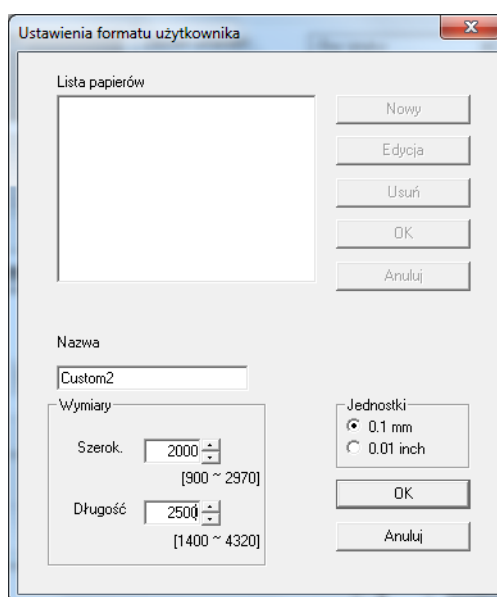 Ustawienia formatu użytkownika
Lista papierów
Nowy
Edycja
Usuń
OK
Anuluj
Nazwa
Custom2
Wymiary
Szerok. 2000
[900 ~ 2970]
Długość 2500
[1400 ~ 4320]
Jednostki
0.1 mm
0.01 inch
OK
Anuluj